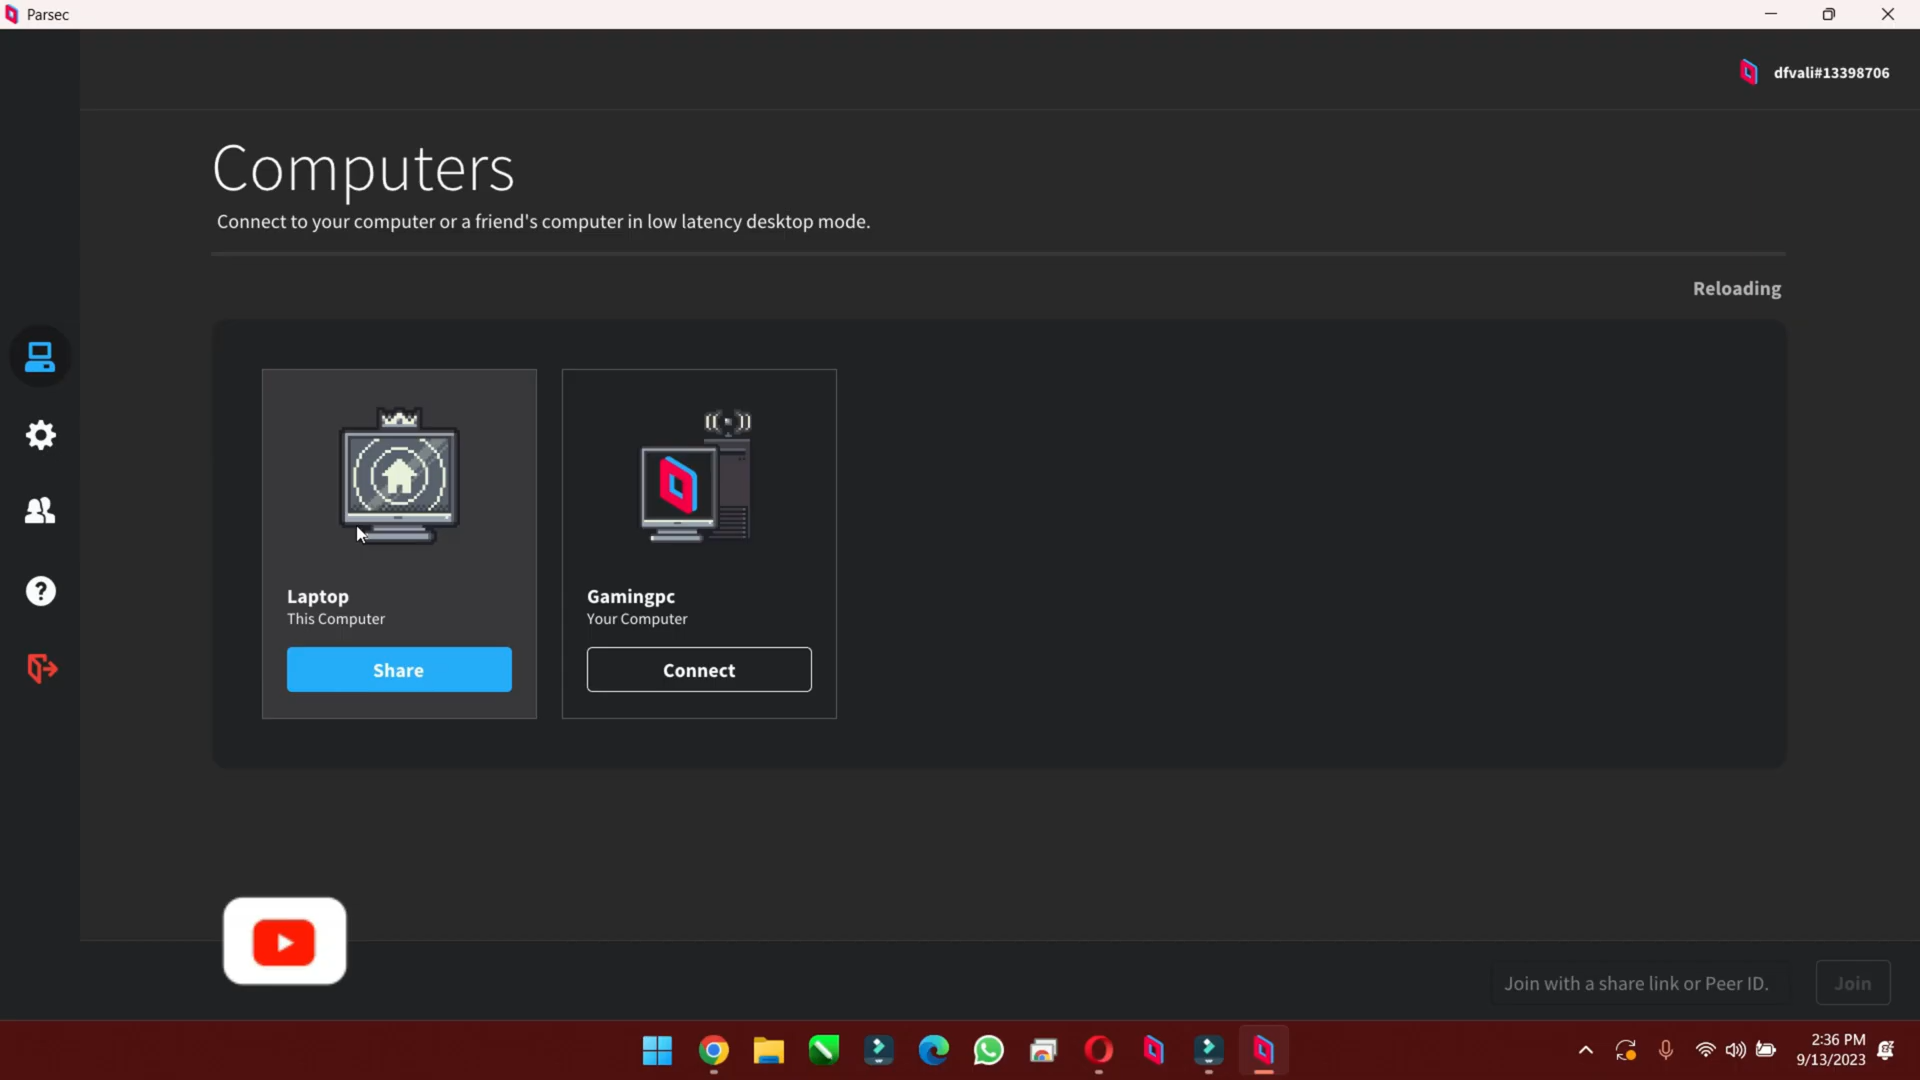 Parsec
dfvali#13398706
Computers
Connect to your computer or a friend's computer in low latency desktop mode.
Reloading
Laptop
This Computer
Share
Gamingpc
Your Computer
Connect
Join with a share link or Peer ID.
Join
2:36 PM
9/13/2023